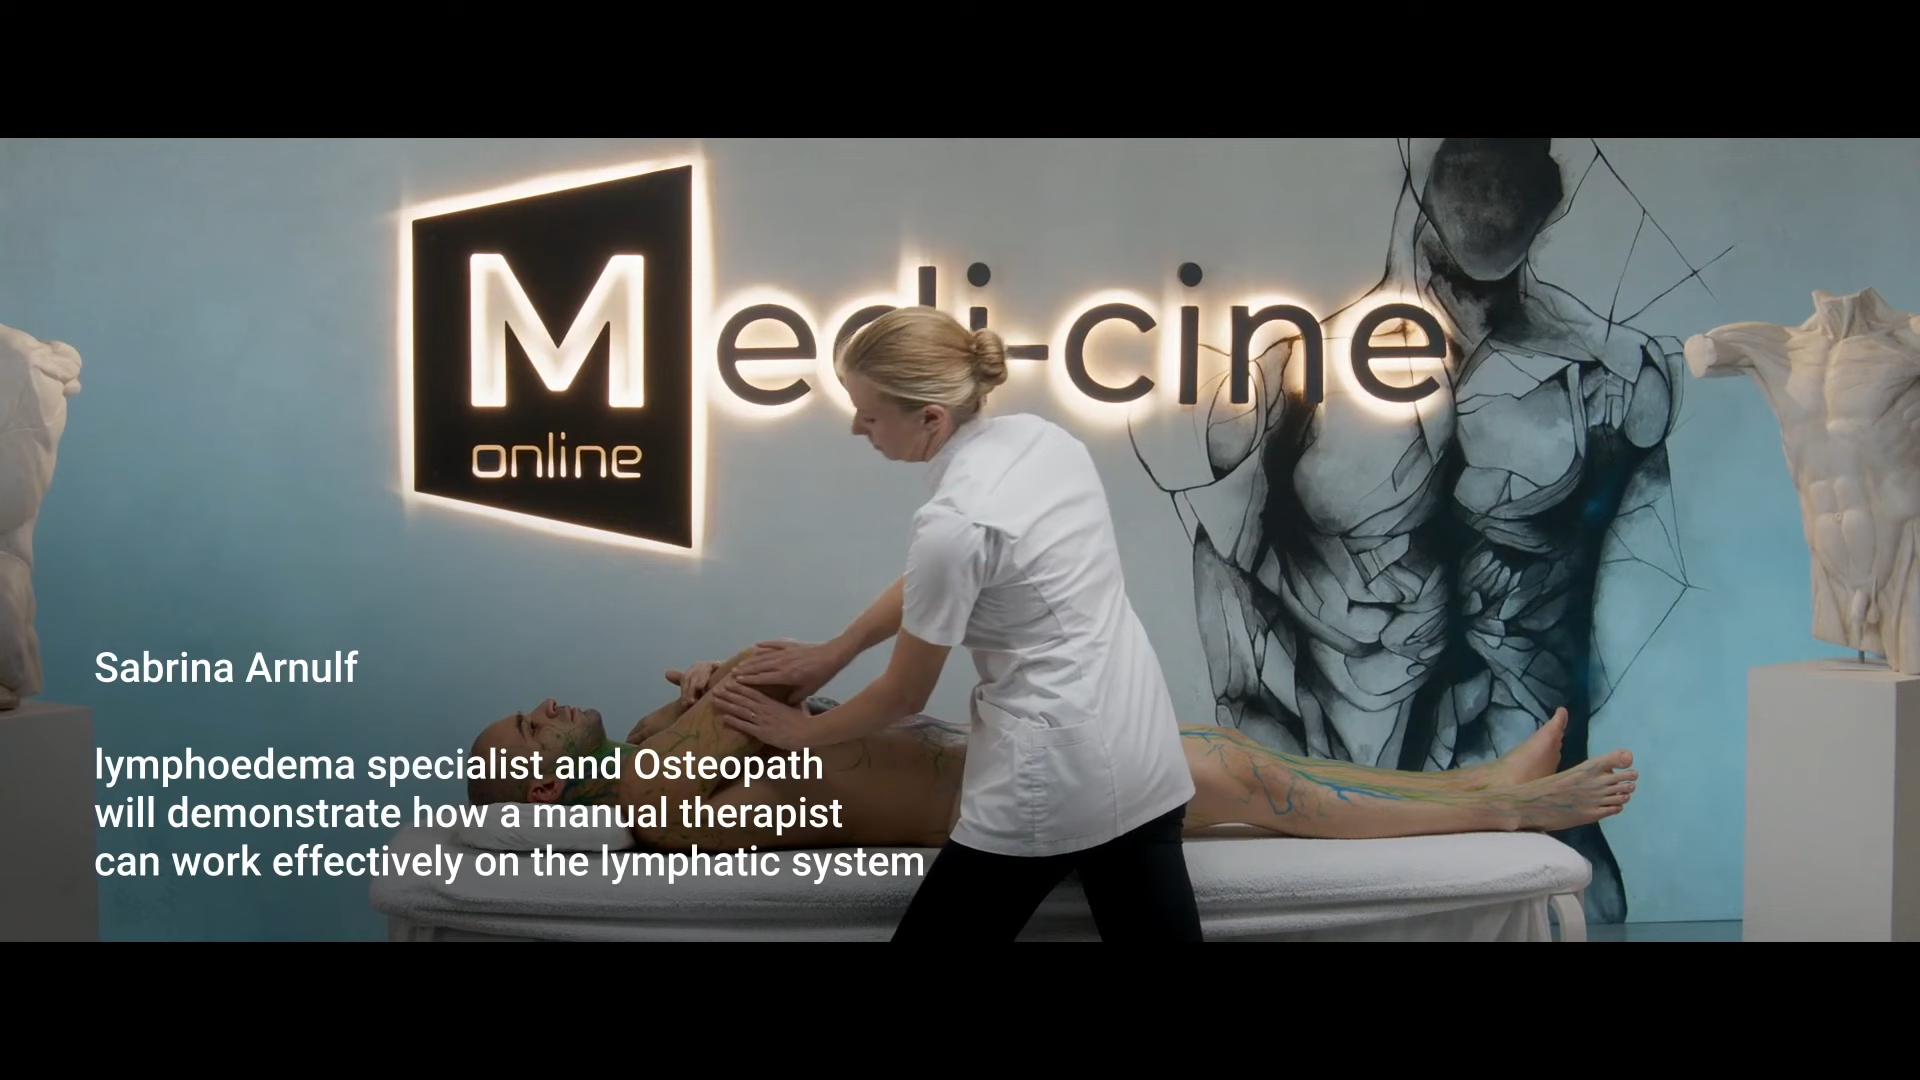 Medi-cine
online
Sabrina Arnulf
lymphoedema specialist and Osteopath
will demonstrate how a manual therapist
can work effectively on the lymphatic system